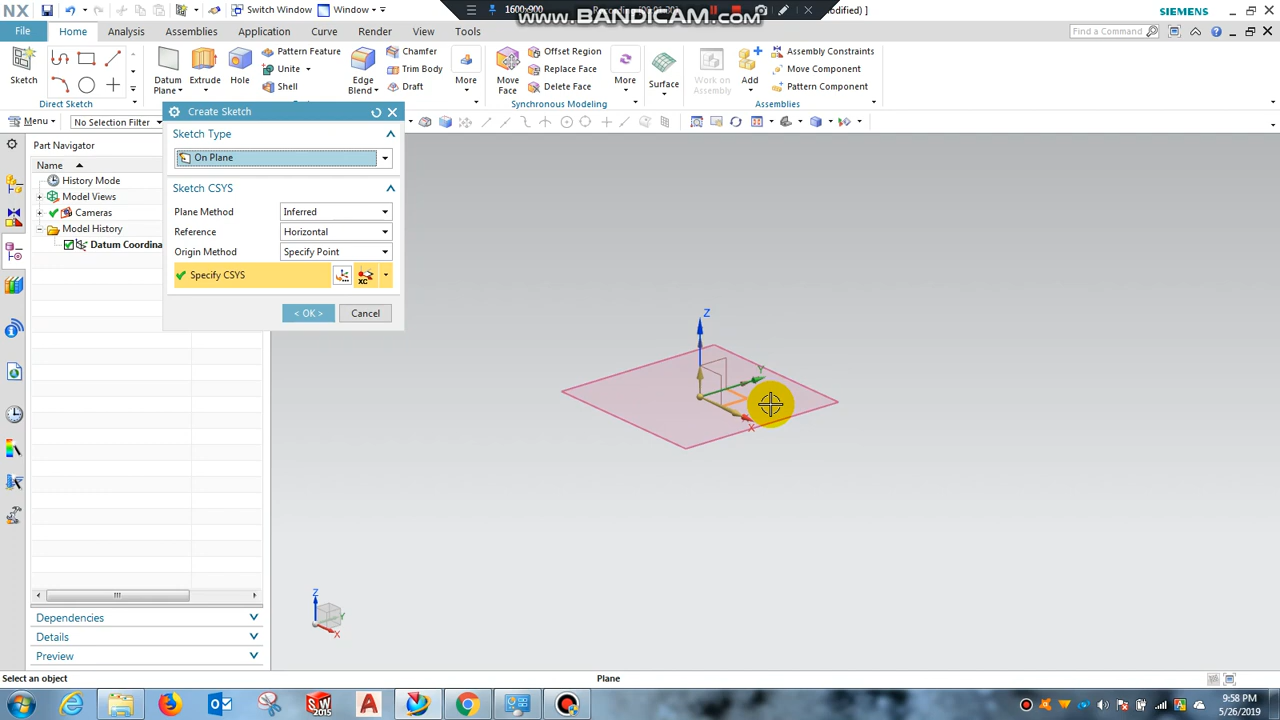 NX
Switch Window
Window
1600x900
www.BANDICAM.com
odified) ]
SIEMENS
File
Home
Analysis
Assemblies
Application
Curve
Render
View
Tools
Find a Command
Sketch
Direct Sketch
Datum Plane
Extrude
Hole
Pattern Feature
Unite
Shell
Edge Blend
Chamfer
Trim Body
Draft
More
Move Face
Offset Region
Replace Face
Delete Face
More
Synchronous Modeling
Surface
Work on Assembly
Add
Assembly Constraints
Move Component
Pattern Component
Assemblies
Menu
No Selection Filter
Part Navigator
Name
History Mode
Model Views
Cameras
Model History
Datum Coordina
Create Sketch
Sketch Type
On Plane
Sketch CSYS
Plane Method
Inferred
Reference
Horizontal
Origin Method
Specify Point
Specify CSYS
XC
< OK >
Cancel
Z
Y
X
Z
Y
X
Dependencies
Details
Preview
Select an object
Plane
SW
2015
A
9:58 PM
5/26/2019